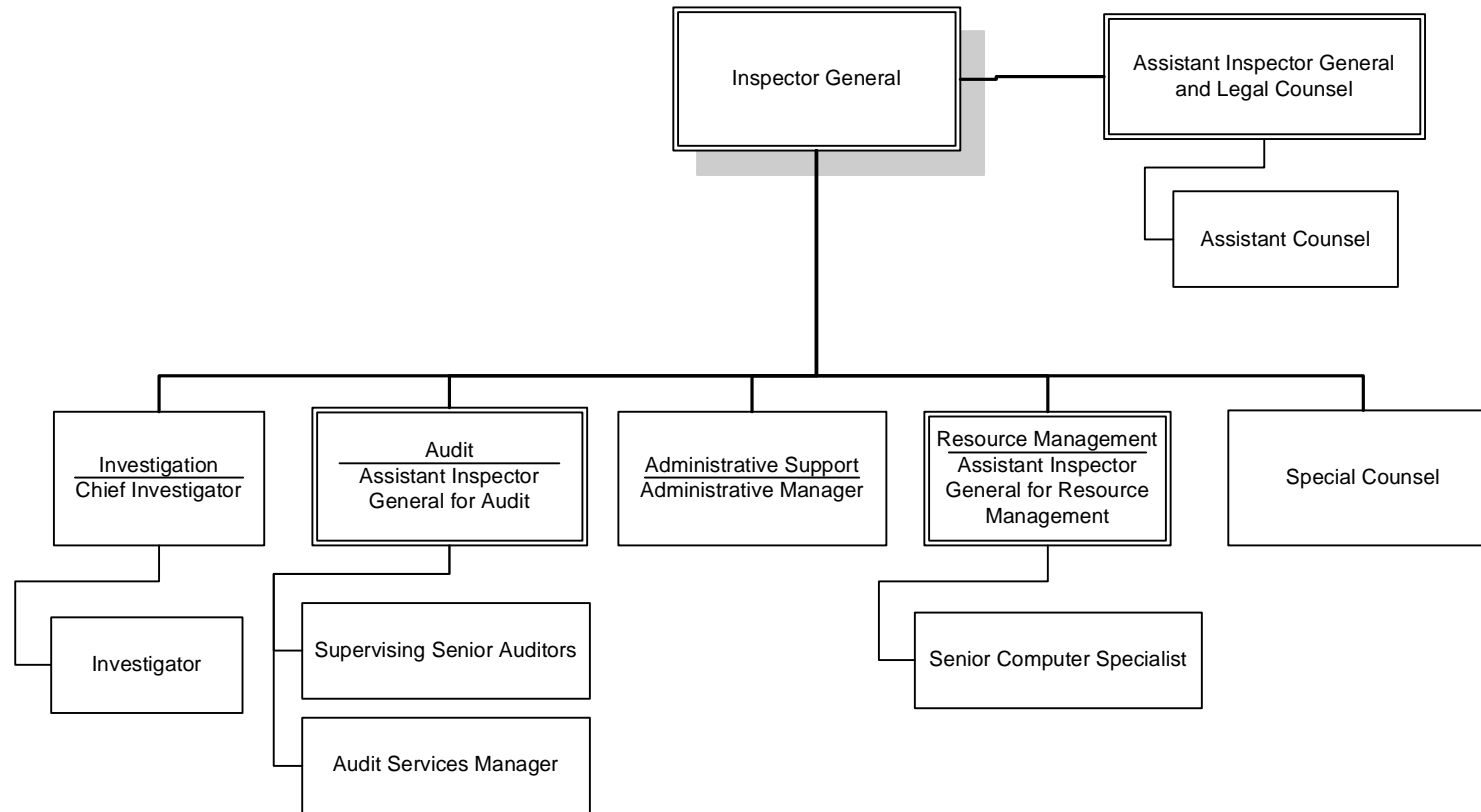 Inspector General
Assistant Inspector General
and Legal Counsel
Assistant Counsel
Investigation
Chief Investigator
Audit
Assistant Inspector
General for Audit
Administrative Support
Administrative Manager
Resource Management
Assistant Inspector
General for Resource
Management
Special Counsel
Investigator
Supervising Senior Auditors
Senior Computer Specialist
Audit Services Manager